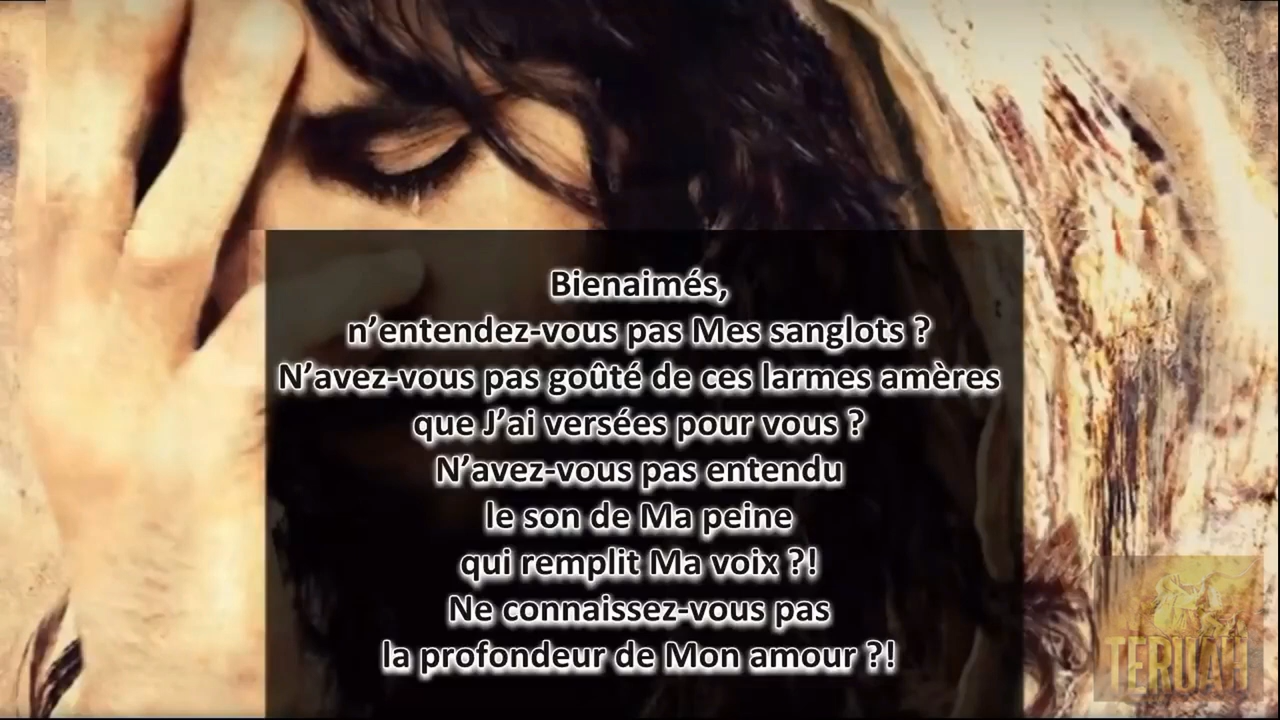 Bienaimés,
n’entendez-vous pas Mes sanglots ?
N’avez-vous pas goûté de ces larmes amères
que J’ai versées pour vous ?
N’avez-vous pas entendu
le son de Ma peine
qui remplit Ma voix ?!
Ne connaissez-vous pas
la profondeur de Mon amour ?!
TERUAH